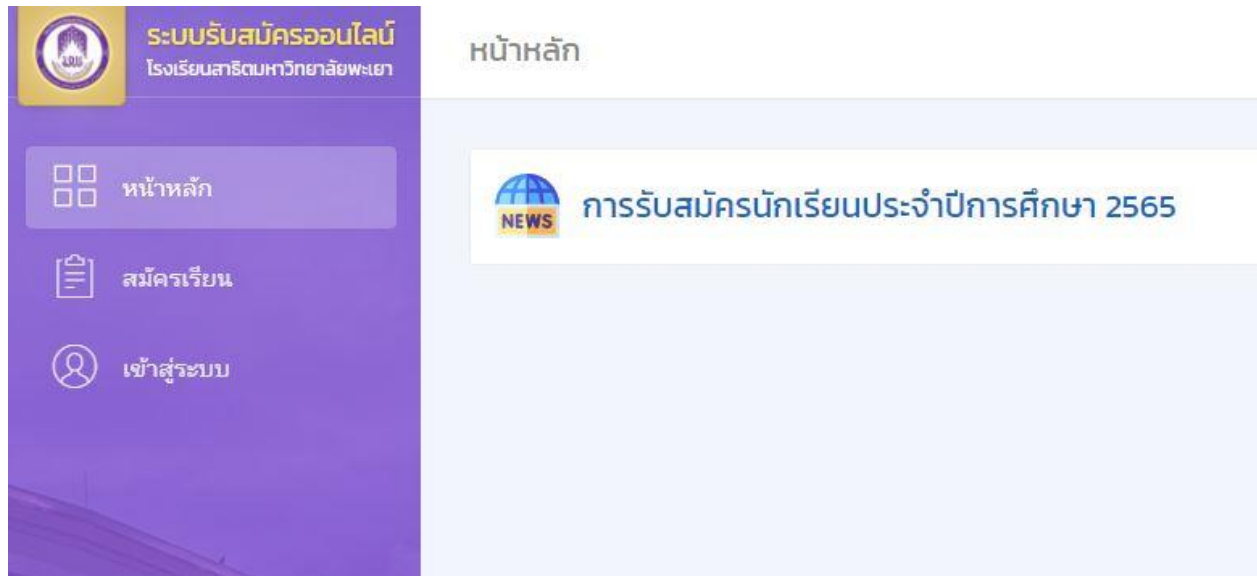 ระบบรับสมัครออนไลน์
โรงเรียนสาธิตมหาวิทยาลัยพะเยา
หน้าหลัก
หน้าหลัก
สมัครเรียน
เข้าสู่ระบบ
NEWS
การรับสมัครนักเรียนประจำปีการศึกษา 2565